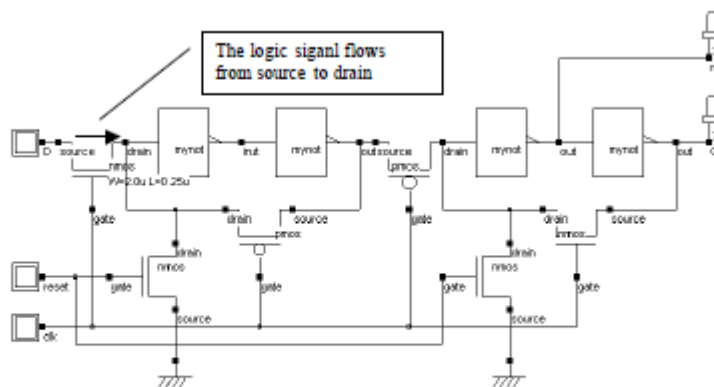 The logic siganl flows
from source to drain
D source drain mynot inut mynot out source drain mynot out mynot out
nmos pmos
W=2.0u L=0.25u
gate drain source gate drain source
pmos nmos
drain drain
nmos gate nmos gate
reset gate gate
source source
clk